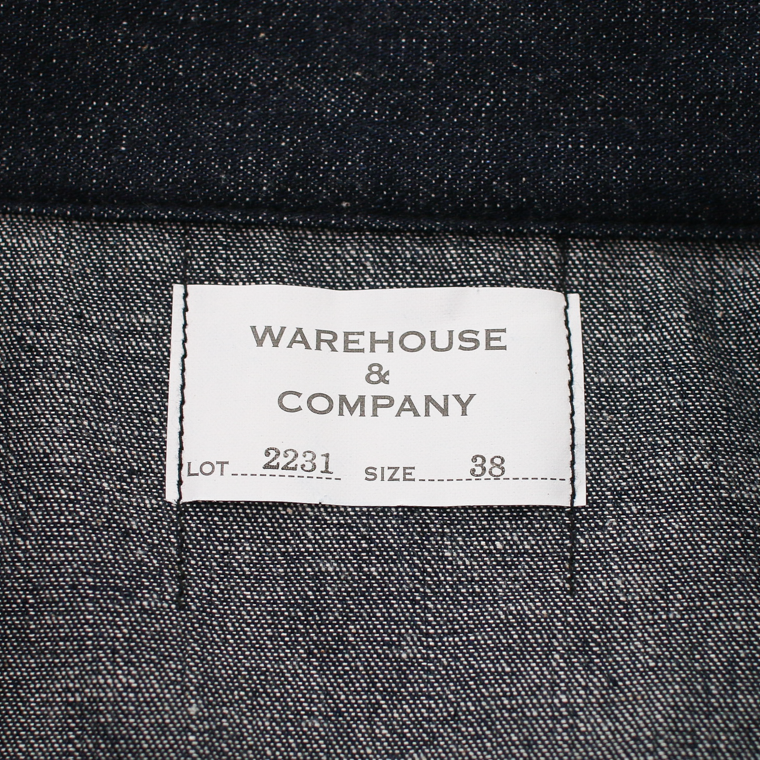 WAREHOUSE
&
COMPANY
LOT 2231 SIZE 38